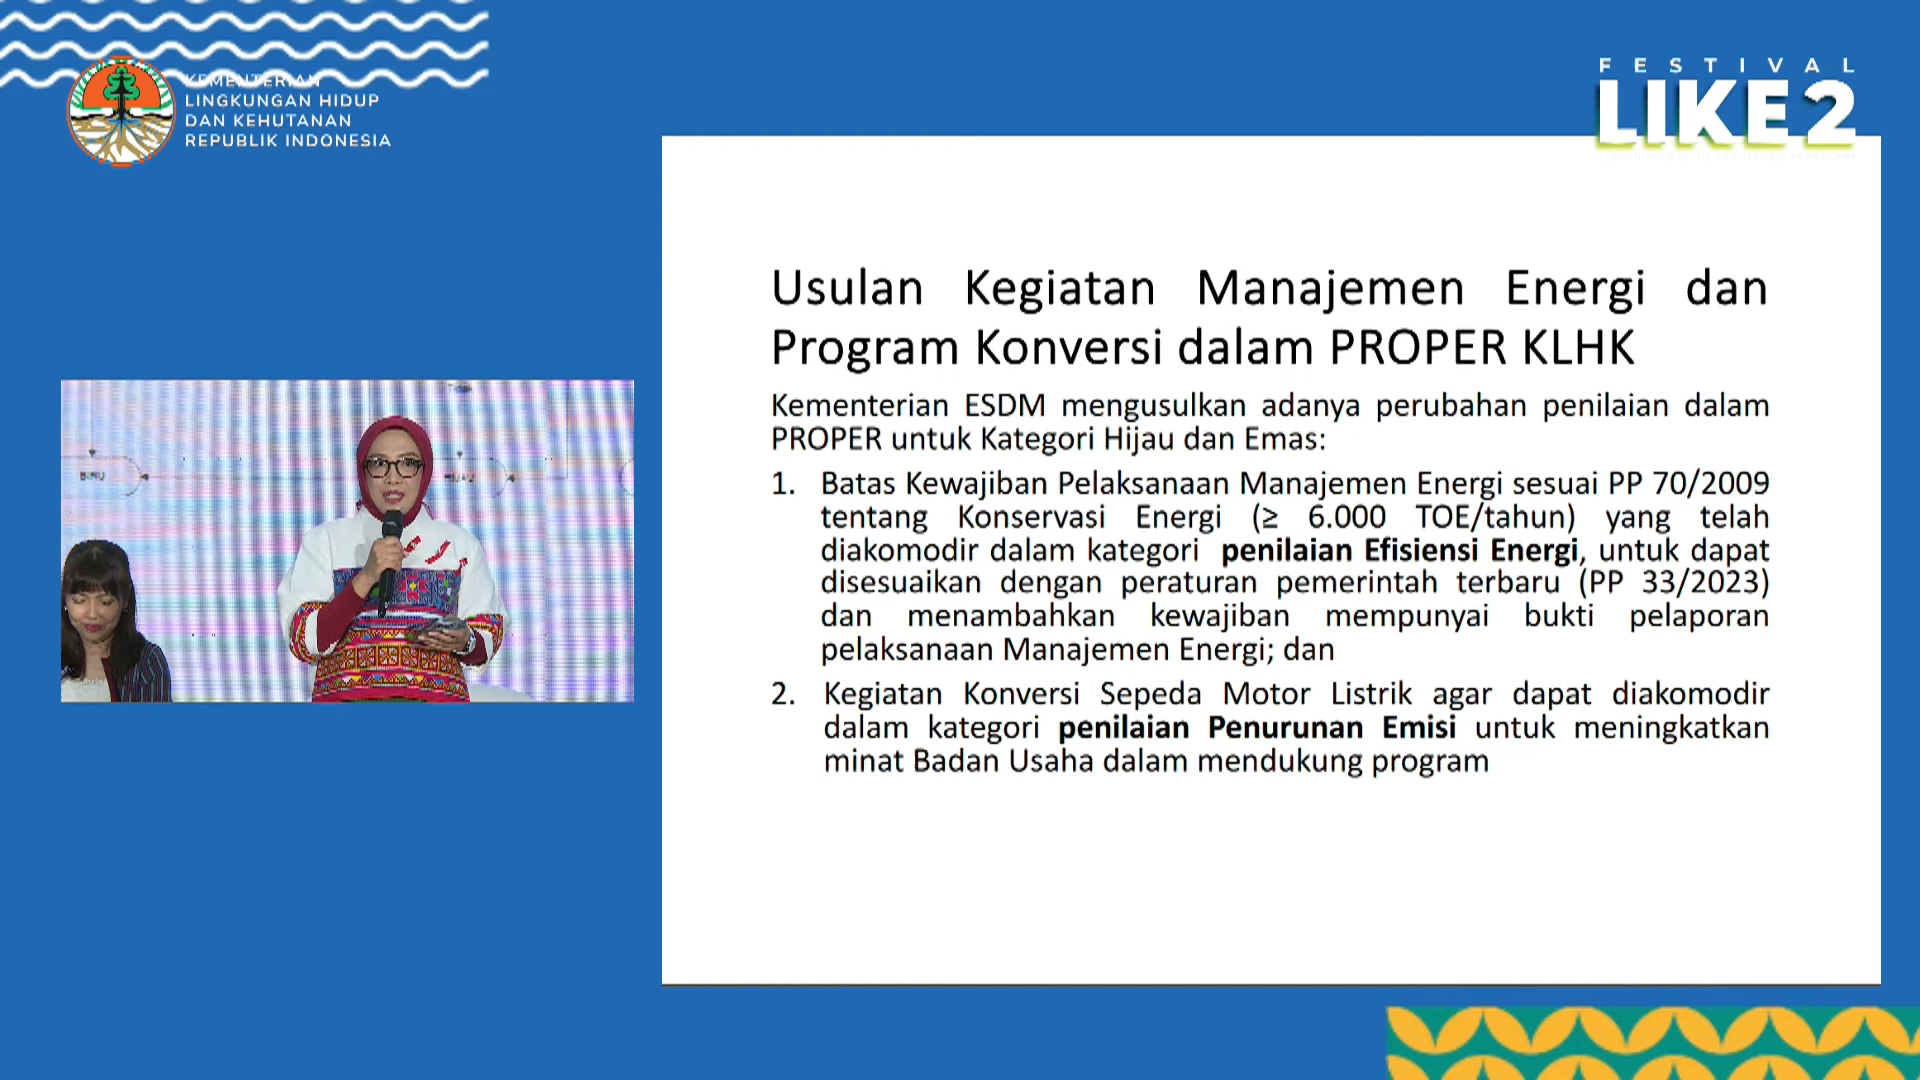 KEMENTERIAN
LINGKUNGAN HIDUP
DAN KEHUTANAN
REPUBLIK INDONESIA
FESTIVAL
LIKE 2
Usulan Kegiatan Manajemen Energi dan
Program Konversi dalam PROPER KLHK
Kementerian ESDM mengusulkan adanya perubahan penilaian dalam
PROPER untuk Kategori Hijau dan Emas:
1. Batas Kewajiban Pelaksanaan Manajemen Energi sesuai PP 70/2009
tentang Konservasi Energi (≥ 6.000 TOE/tahun) yang telah
diakomodir dalam kategori penilaian Efisiensi Energi, untuk dapat
disesuaikan dengan peraturan pemerintah terbaru (PP 33/2023)
dan menambahkan kewajiban mempunyai bukti pelaporan
pelaksanaan Manajemen Energi; dan
2. Kegiatan Konversi Sepeda Motor Listrik agar dapat diakomodir
dalam kategori penilaian Penurunan Emisi untuk meningkatkan
minat Badan Usaha dalam mendukung program